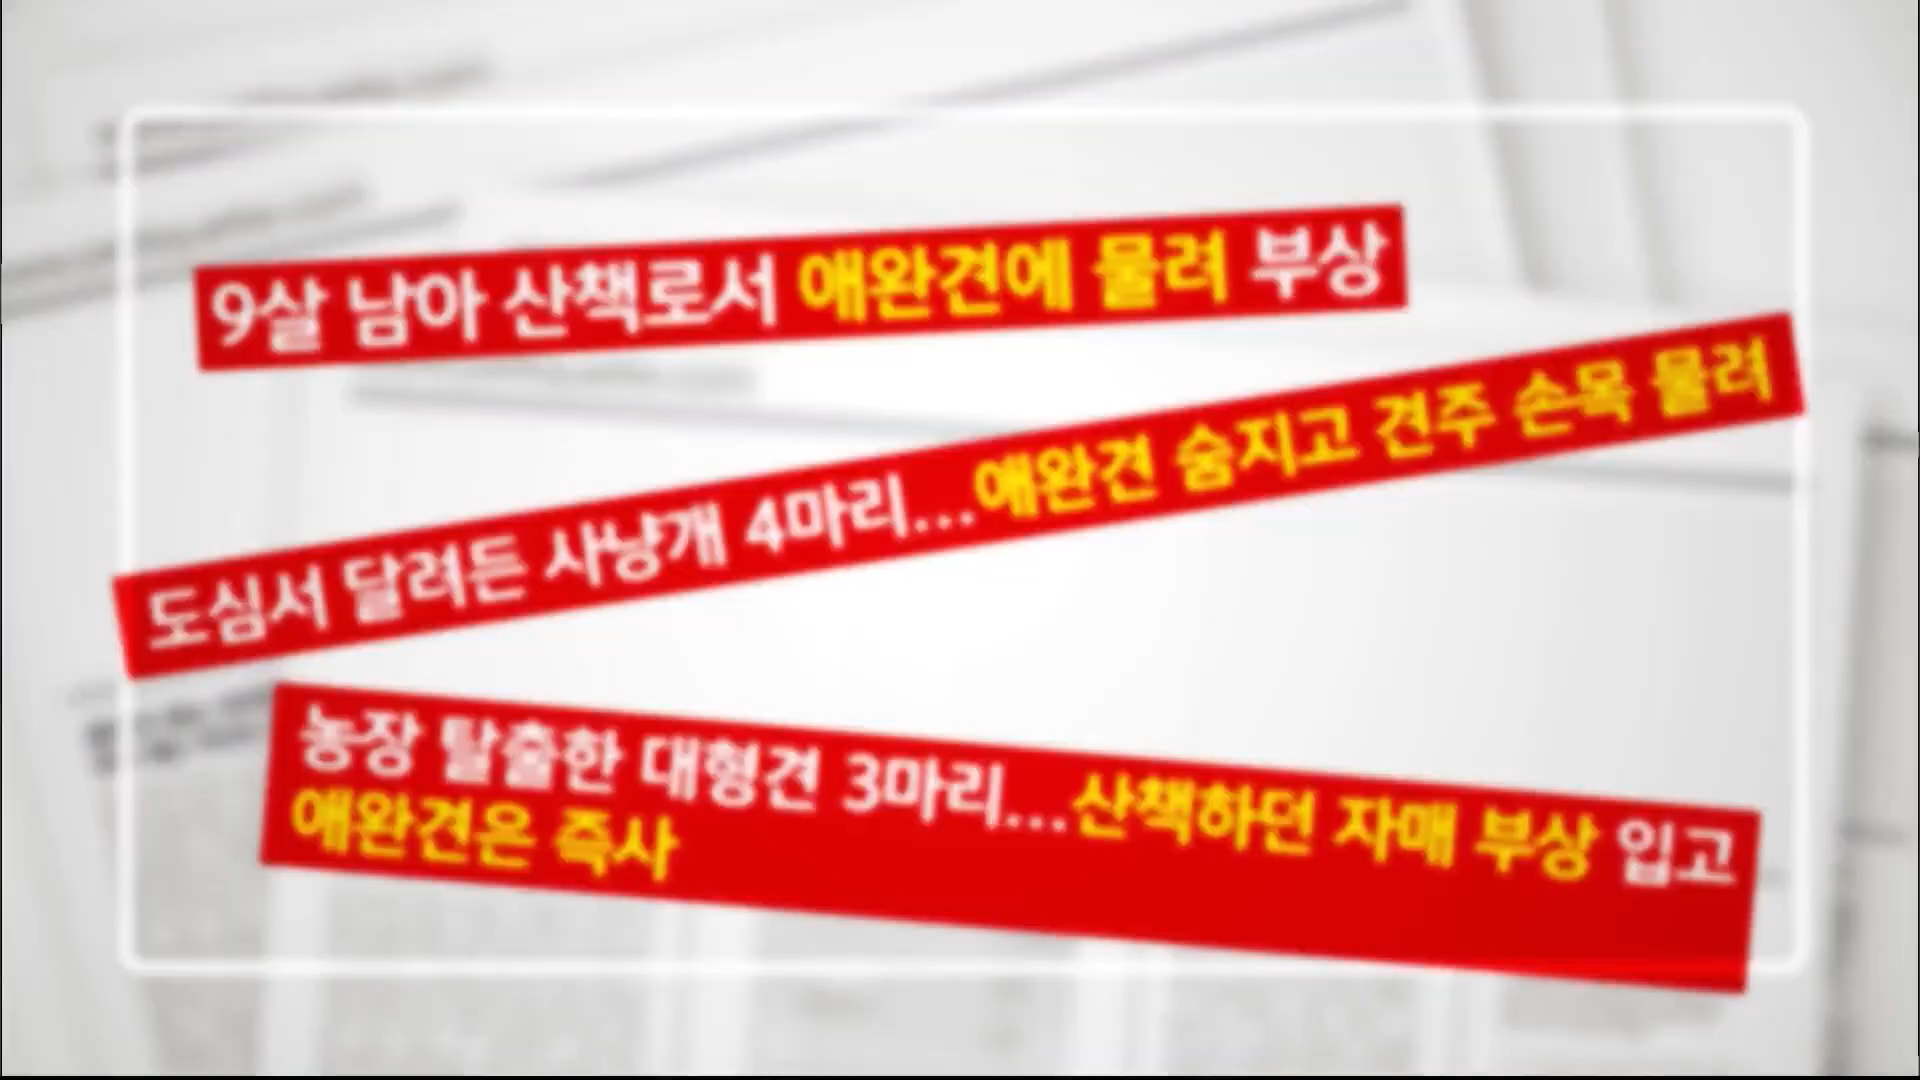 9살 남아 산책로서 애완견에 물려 부상
도심서 달려든 사냥개 4마리...애완견 숨지고 견주 손목 물려
농장 탈출한 대형견 3마리...산책하던 자매 부상 입고
애완견은 즉사